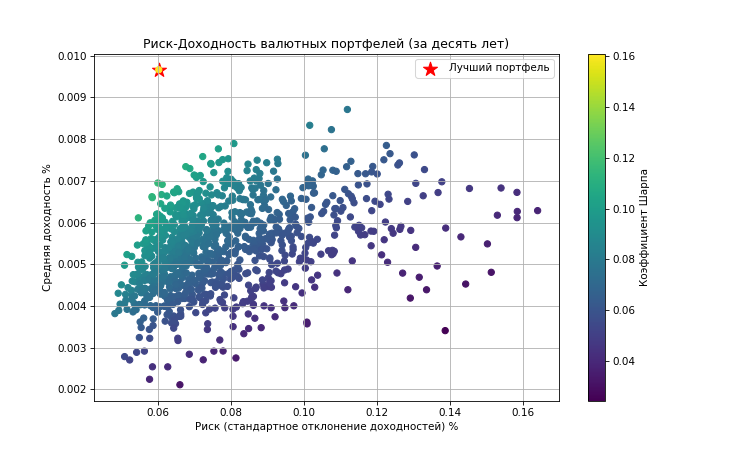 Риск-Доходность валютных портфелей (за десять лет)
Лучший портфель
Средняя доходность %
0.010
0.009
0.008
0.007
0.006
0.005
0.004
0.003
0.002
0.06 0.08 0.10 0.12 0.14 0.16
Риск (стандартное отклонение доходностей) %
0.16
0.14
0.12
0.10
0.08
0.06
0.04
Коэффициент Шарпа